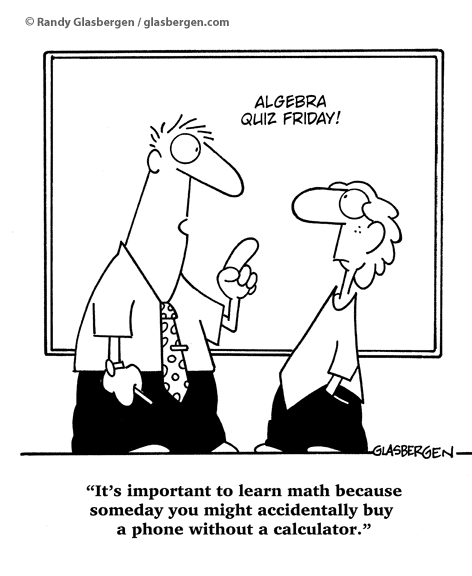 © Randy Glasbergen / glasbergen.com
ALGEBRA
QUIZ FRIDAY!
GLASBERGEN
“It’s important to learn math because
someday you might accidentally buy
a phone without a calculator.”